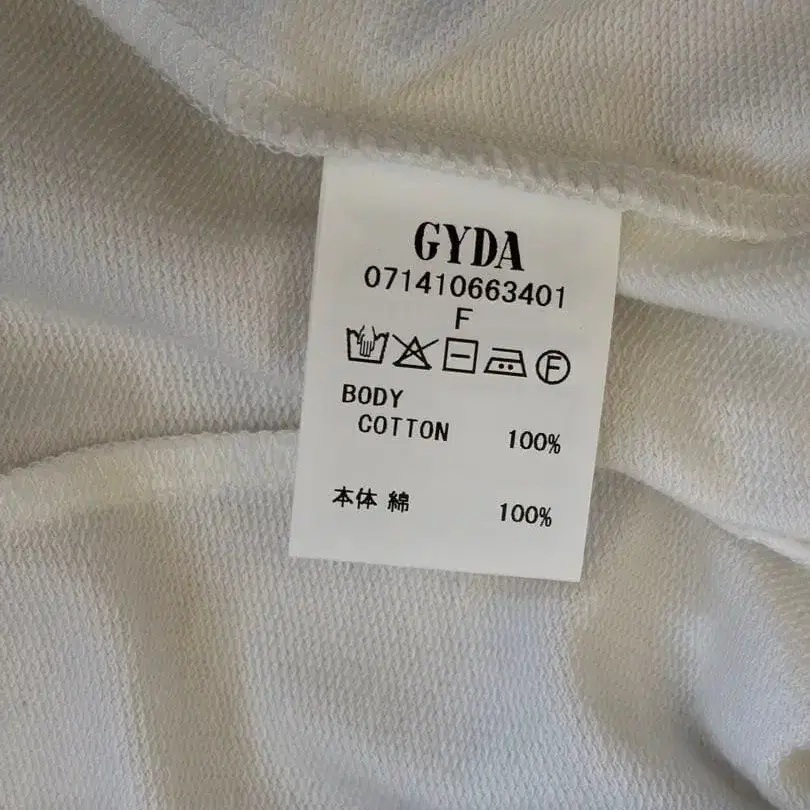 GYDA
071410663401
F
F
BODY
COTTON 100%
本体 綿 100%